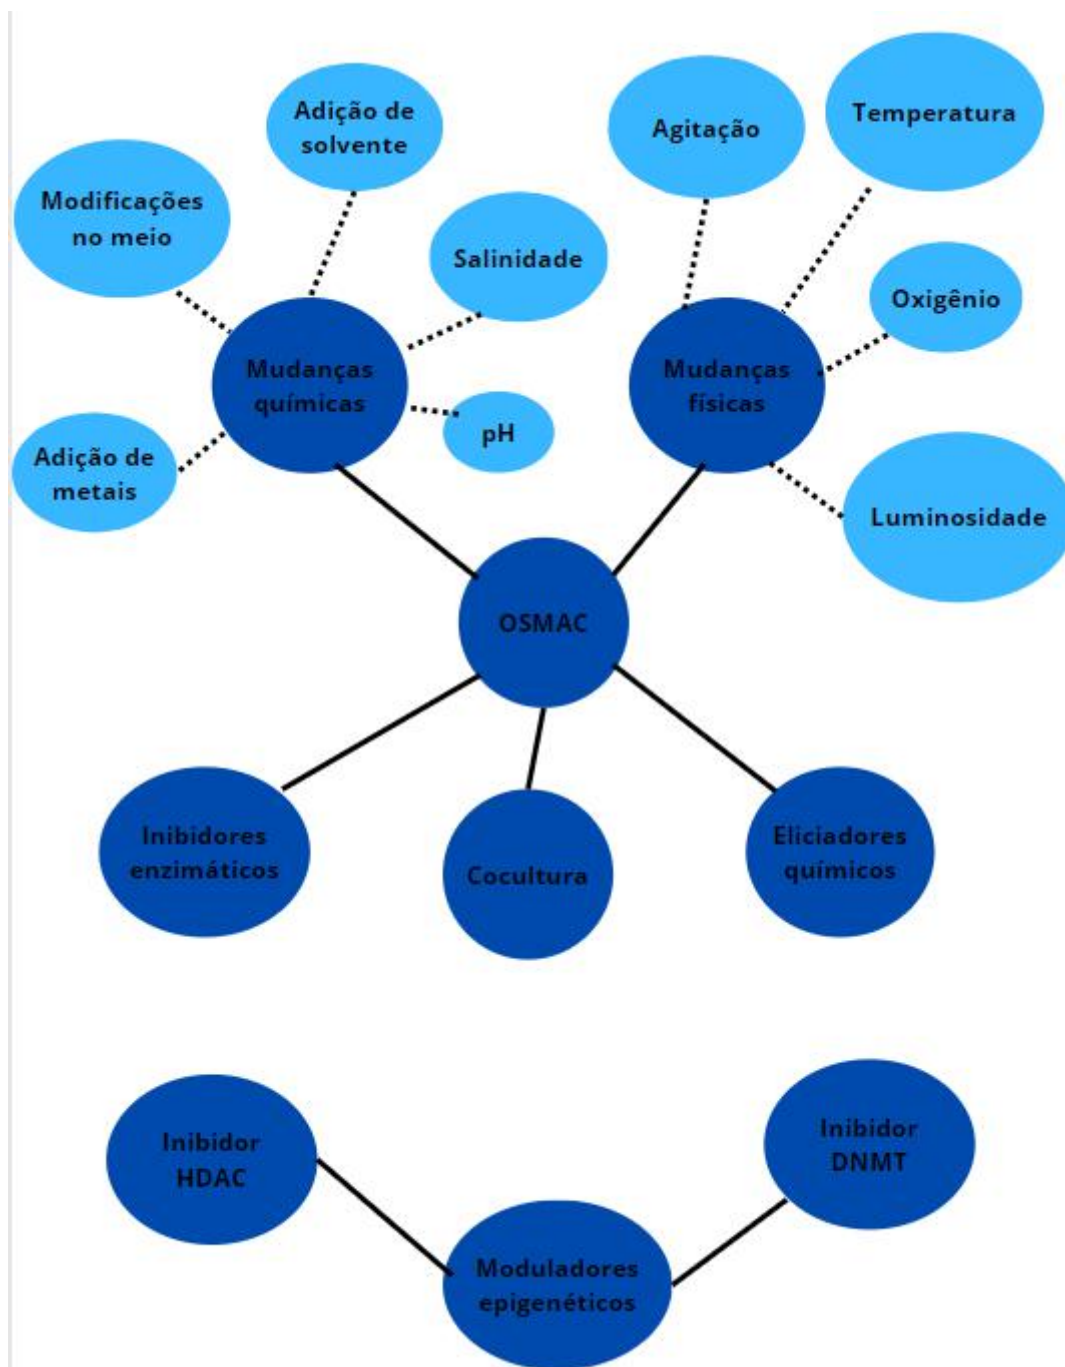 Adição de
solvente
Agitação
Temperatura
Modificações
no meio
Salinidade
Oxigênio
Mudanças
químicas
Mudanças
físicas
pH
Adição de
metais
Luminosidade
OSMAC
Inibidores
enzimáticos
Cocultura
Eliciadores
químicos
Inibidor
HDAC
Inibidor
DNMT
Moduladores
epigenéticos